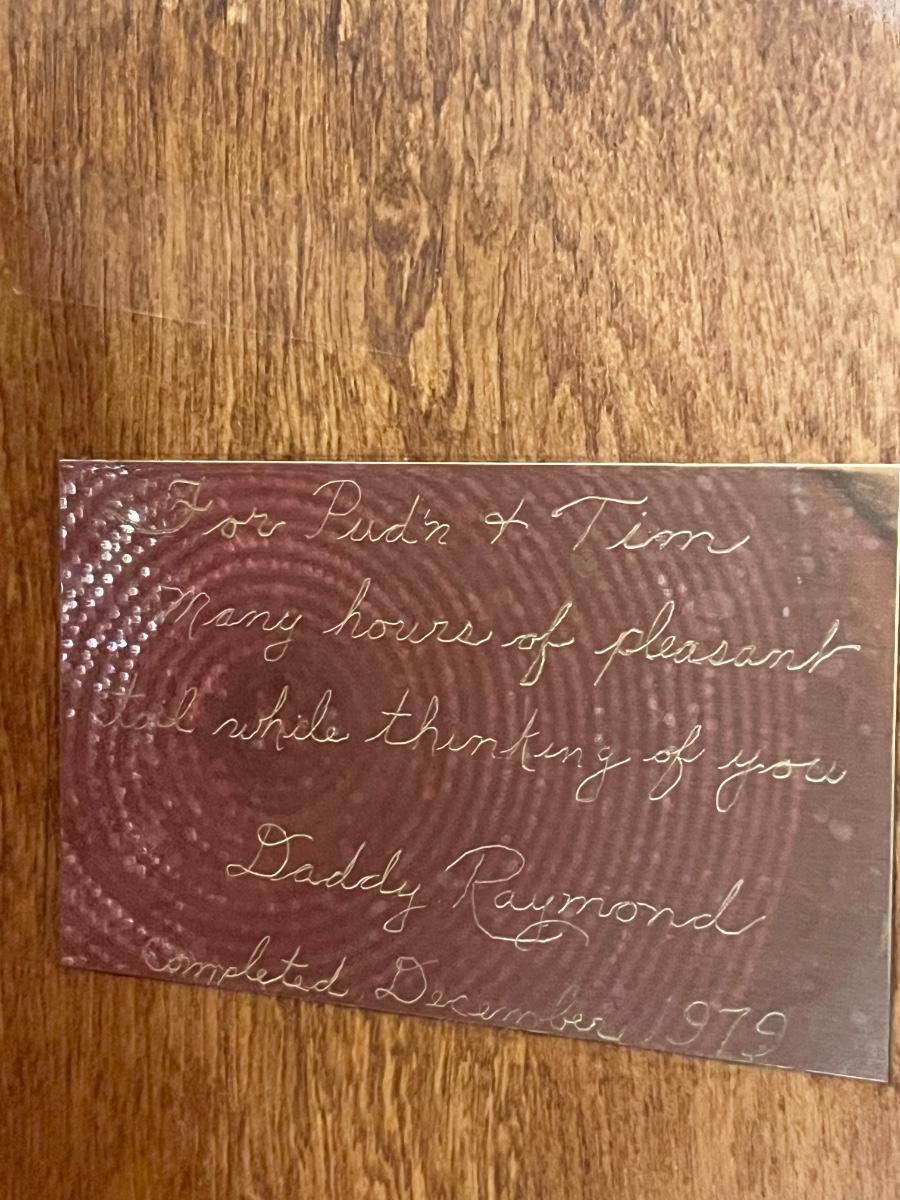 For Pud'n & Tim
Many hours of pleasant
toil while thinking of you
Daddy Raymond
Completed December 1979